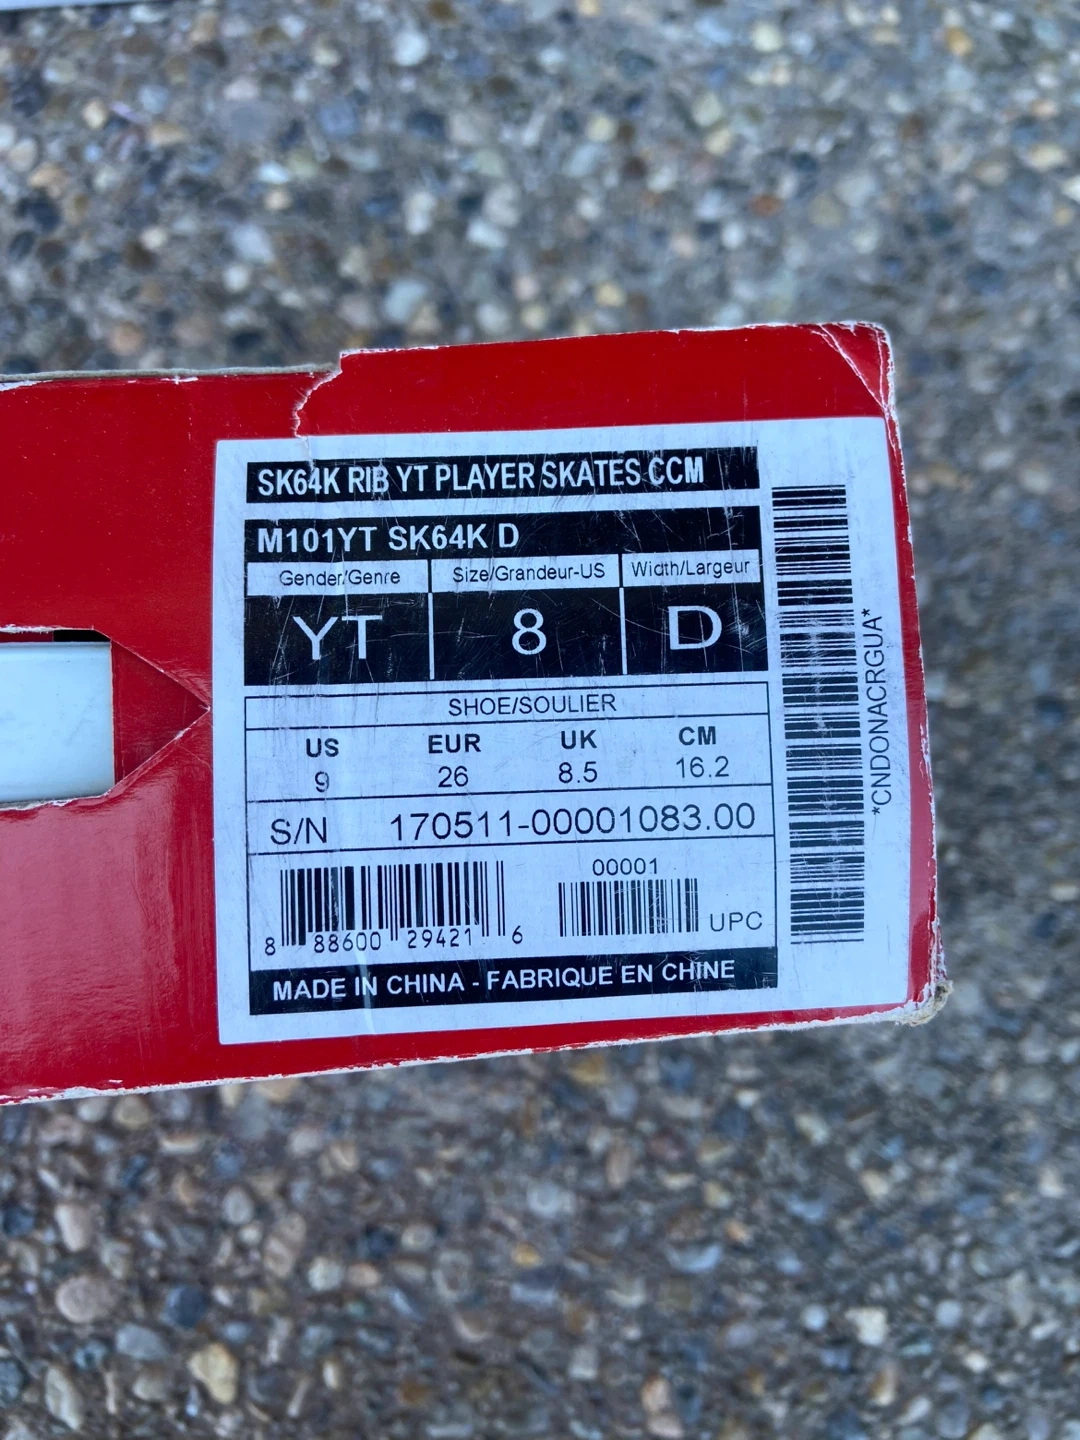 SK64K RIB YT PLAYER SKATES CCM
M101YT SK64K D
Gender/Genre Size/Grandeur-US Width/Largeur
YT 8 D
SHOE/SOULIER
US EUR UK CM
9 26 8.5 16.2
S/N 170511-00001083.00
00001
8 88600 29421 6 UPC
MADE IN CHINA - FABRIQUE EN CHINE
*CNDONACRGUA*